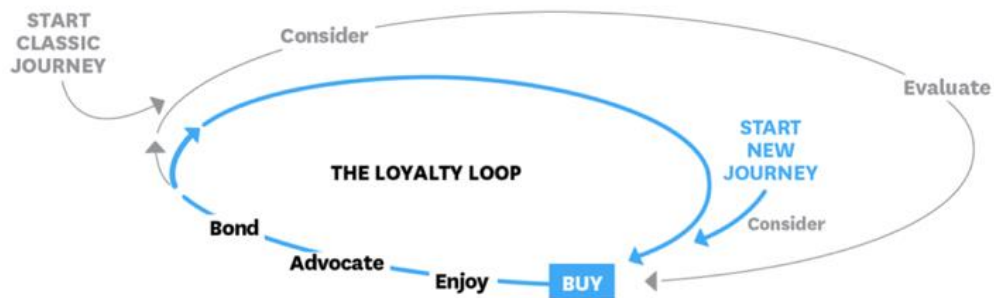 START
CLASSIC
JOURNEY
Consider
Evaluate
START
NEW
JOURNEY
THE LOYALTY LOOP
Consider
Bond
Advocate
Enjoy
BUY